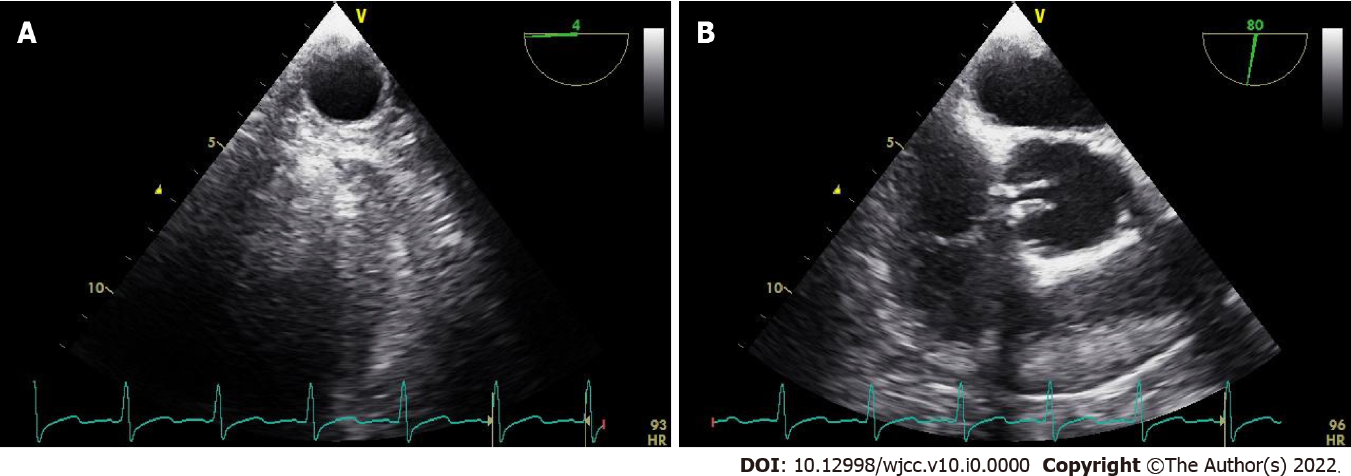 A
V
4
5
10
93
HR
B
V
80
5
10
96
HR
DOI: 10.12998/wjcc.v10.i0.0000 Copyright ©The Author(s) 2022.